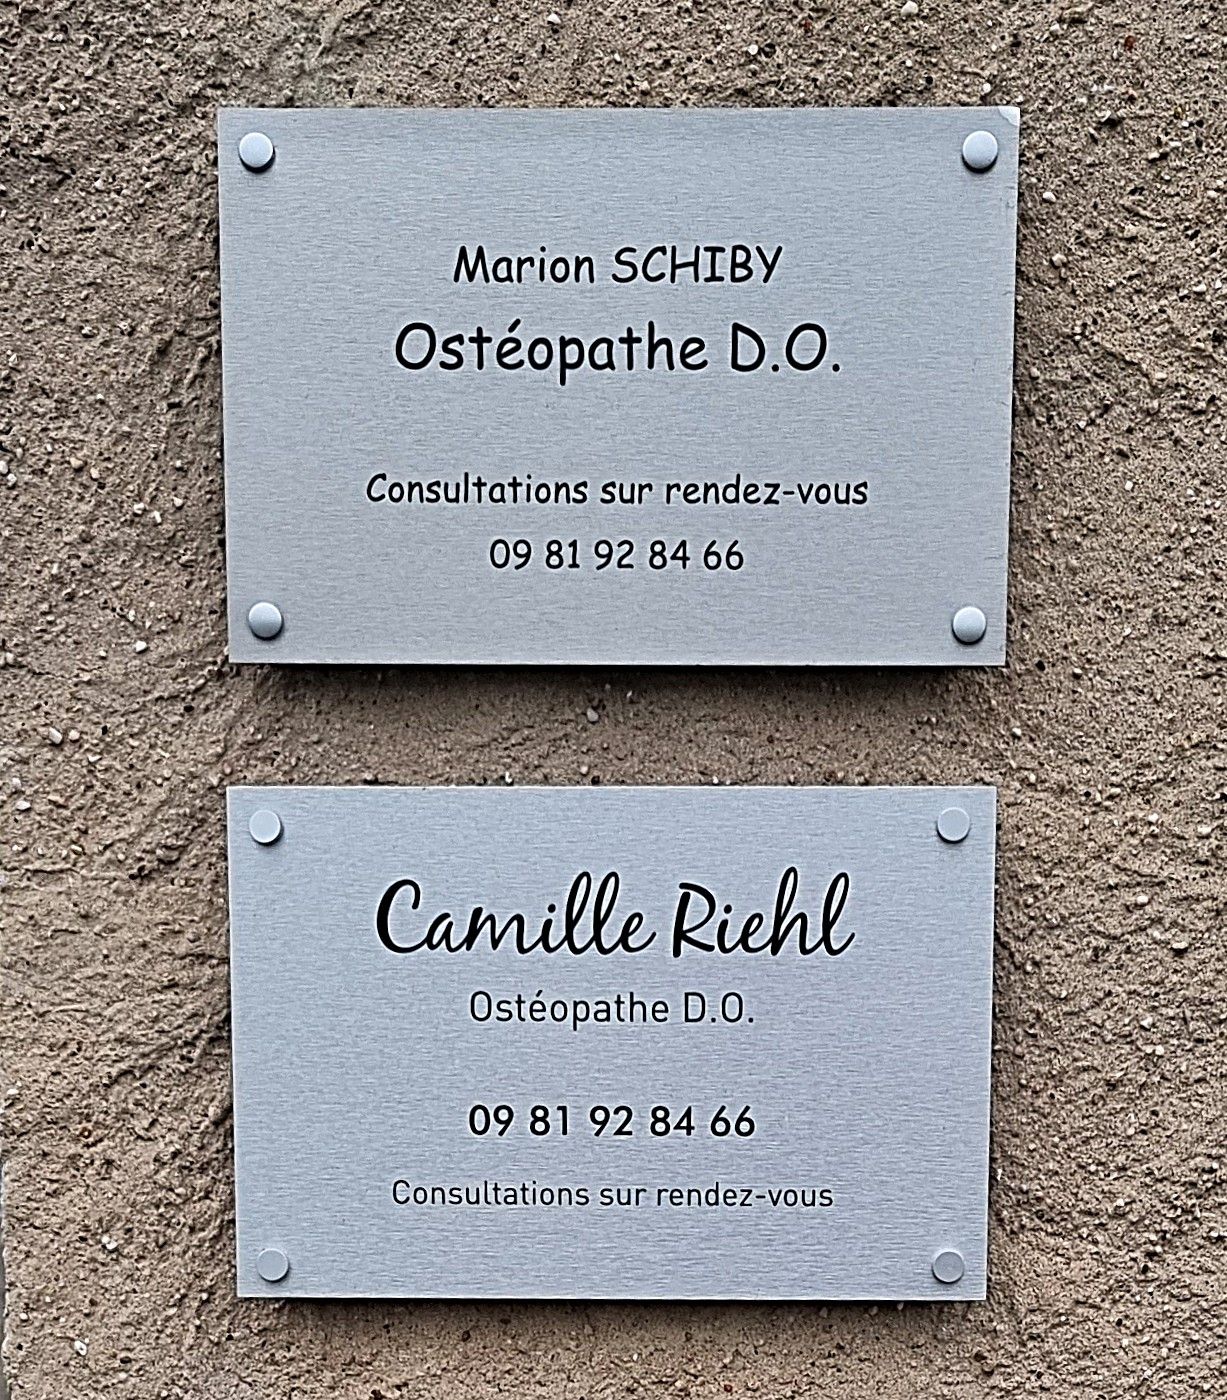 Marion SCHIBY
Ostéopathe D.O.
Consultations sur rendez-vous
09 81 92 84 66
Camille Riehl
Ostéopathe D.O.
09 81 92 84 66
Consultations sur rendez-vous